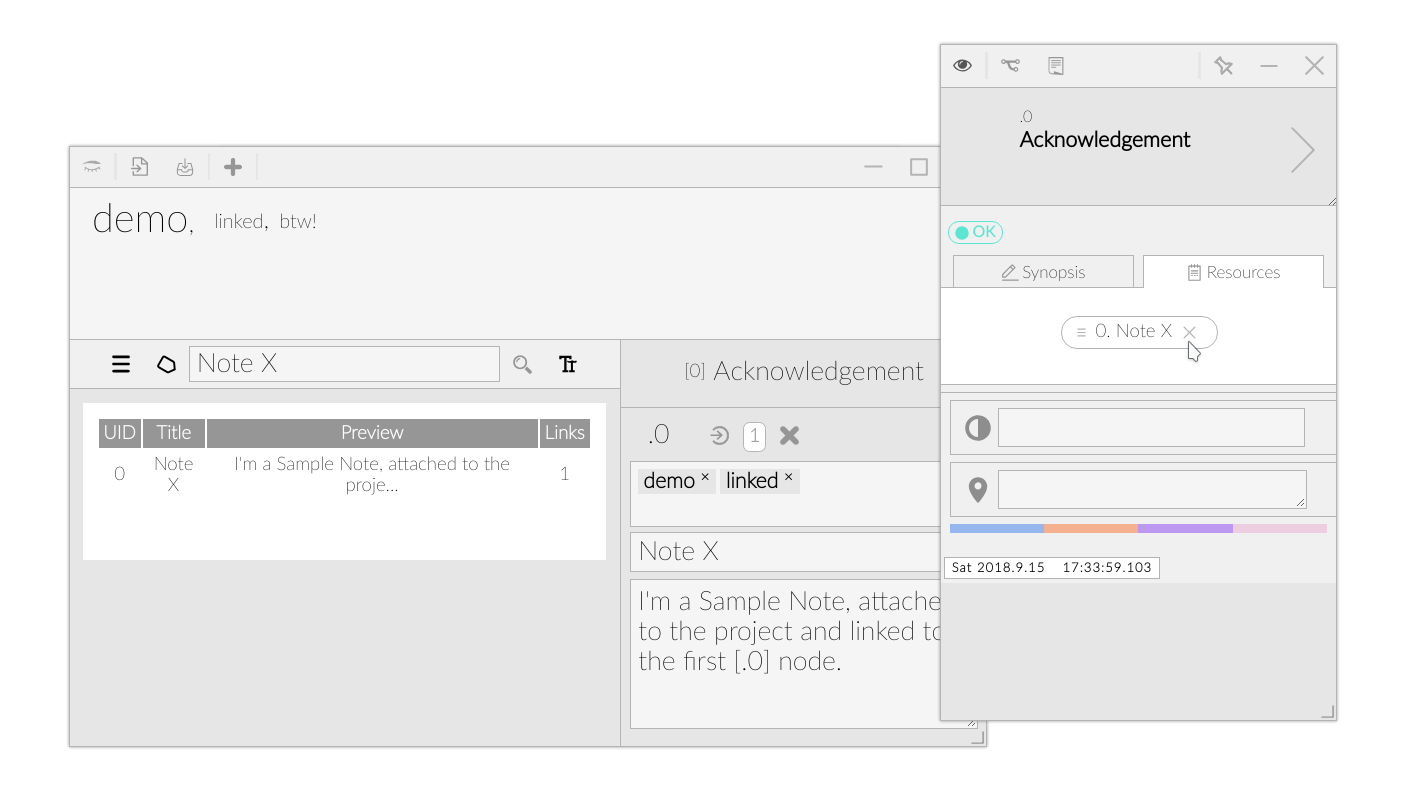 .0
Acknowledgement
OK
Synopsis
Resources
0. Note X
Sat 2018.9.15 17:33:59.103
demo, linked, btw!
Note X
Tr
UID Title Preview Links
0 Note X I'm a Sample Note, attached to the proje... 1
[0] Acknowledgement
.0
1
demo × linked ×
Note X
I'm a Sample Note, attache
to the project and linked to
the first [.0] node.